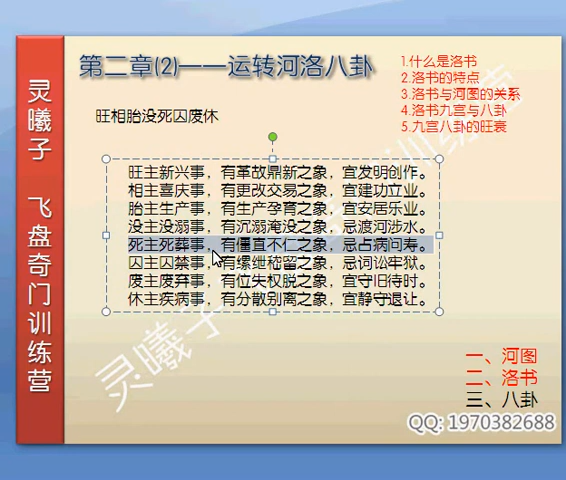 第二章(2)——运转河洛八卦
1.什么是洛书
2.洛书的特点
3.洛书与河图的关系
4.洛书九宫与八卦
5.九宫八卦的旺衰
灵曦子 飞盘奇门训练营
旺相胎没死囚废休
旺主新兴事，有革故鼎新之象，宜发明创作。
相主喜庆事，有更改交易之象，宜建功立业。
胎主生产事，有生产孕育之象，宜安居乐业。
没主没溺事，有沉溺淹没之象，忌渡河涉水。
死主死葬事，有僵直不仁之象，忌占病问寿。
囚主囚禁事，有缧绁嵇留之象，忌词讼牢狱。
废主废弃事，有位失权脱之象，宜守旧待时。
休主疾病事，有分散别离之象，宜静守退让。
一、河图
二、洛书
三、八卦
QQ: 1970382688
灵曦子